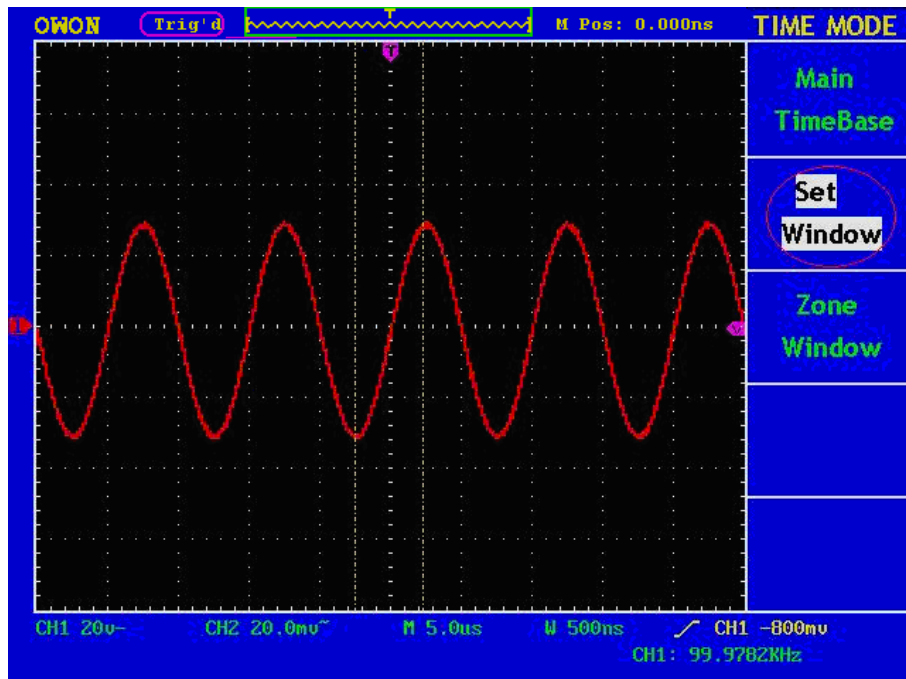 OWON Trig'd T M Pos: 0.000ns TIME MODE
T
Main
TimeBase
Set
Window
1
Zone
Window
CH1 20v- CH2 20.0mv~ M 5.0us W 500ns CH1 -800mv
CH1: 99.9782KHz